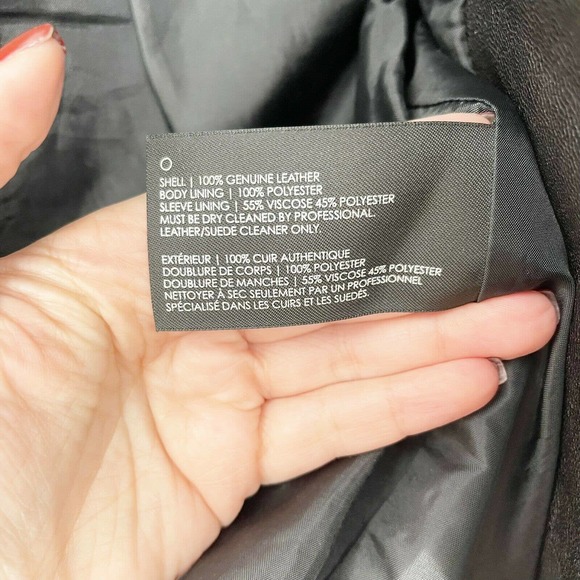 SHELL | 100% GENUINE LEATHER
BODY LINING | 100% POLYESTER
SLEEVE LINING | 55% VISCOSE 45% POLYESTER
MUST BE DRY CLEANED BY PROFESSIONAL.
LEATHER/SUEDE CLEANER ONLY.
EXTÉRIEUR | 100% CUIR AUTHENTIQUE
DOUBLURE DE CORPS | 100% POLYESTER
DOUBLURE DE MANCHES | 55% VISCOSE 45% POLYESTER
NETTOYER À SEC SEULEMENT PAR UN PROFESSIONNEL
SPÉCIALISÉ DANS LES CUIRS ET LES SUÉDÉS.